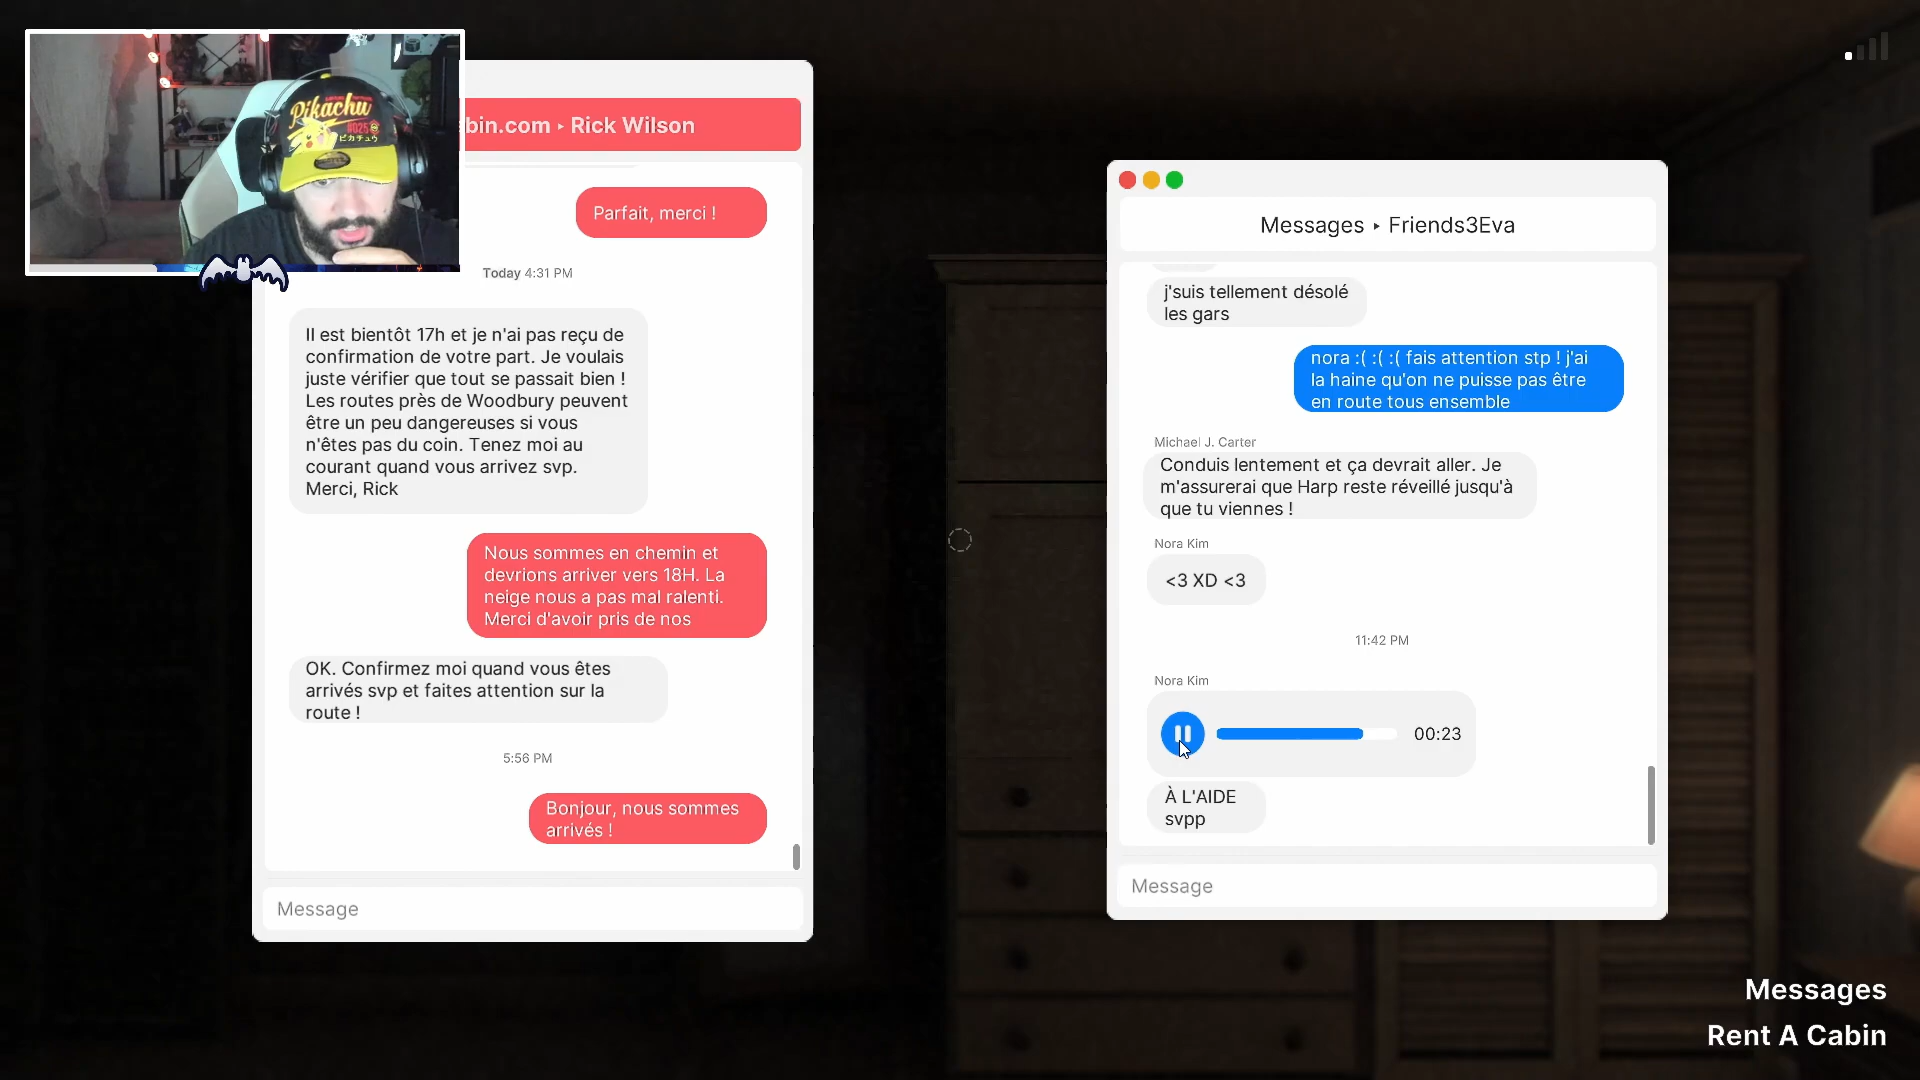 Pikachu
#025
ピカチュウ
bin.com ▸ Rick Wilson
Parfait, merci !
Today 4:31 PM
Il est bientôt 17h et je n'ai pas reçu de
confirmation de votre part. Je voulais
juste vérifier que tout se passait bien !
Les routes près de Woodbury peuvent
être un peu dangereuses si vous
n'êtes pas du coin. Tenez moi au
courant quand vous arrivez svp.
Merci, Rick
Nous sommes en chemin et
devrions arriver vers 18H. La
neige nous a pas mal ralenti.
Merci d'avoir pris de nos
OK. Confirmez moi quand vous êtes
arrivés svp et faites attention sur la
route !
5:56 PM
Bonjour, nous sommes
arrivés !
Message
Messages ▸ Friends3Eva
j'suis tellement désolé
les gars
nora :( :( :( fais attention stp ! j'ai
la haine qu'on ne puisse pas être
en route tous ensemble
Michael J. Carter
Conduis lentement et ça devrait aller. Je
m'assurerai que Harp reste réveillé jusqu'à
que tu viennes !
Nora Kim
<3 XD <3
11:42 PM
Nora Kim
00:23
À L'AIDE
svpp
Message
Messages
Rent A Cabin